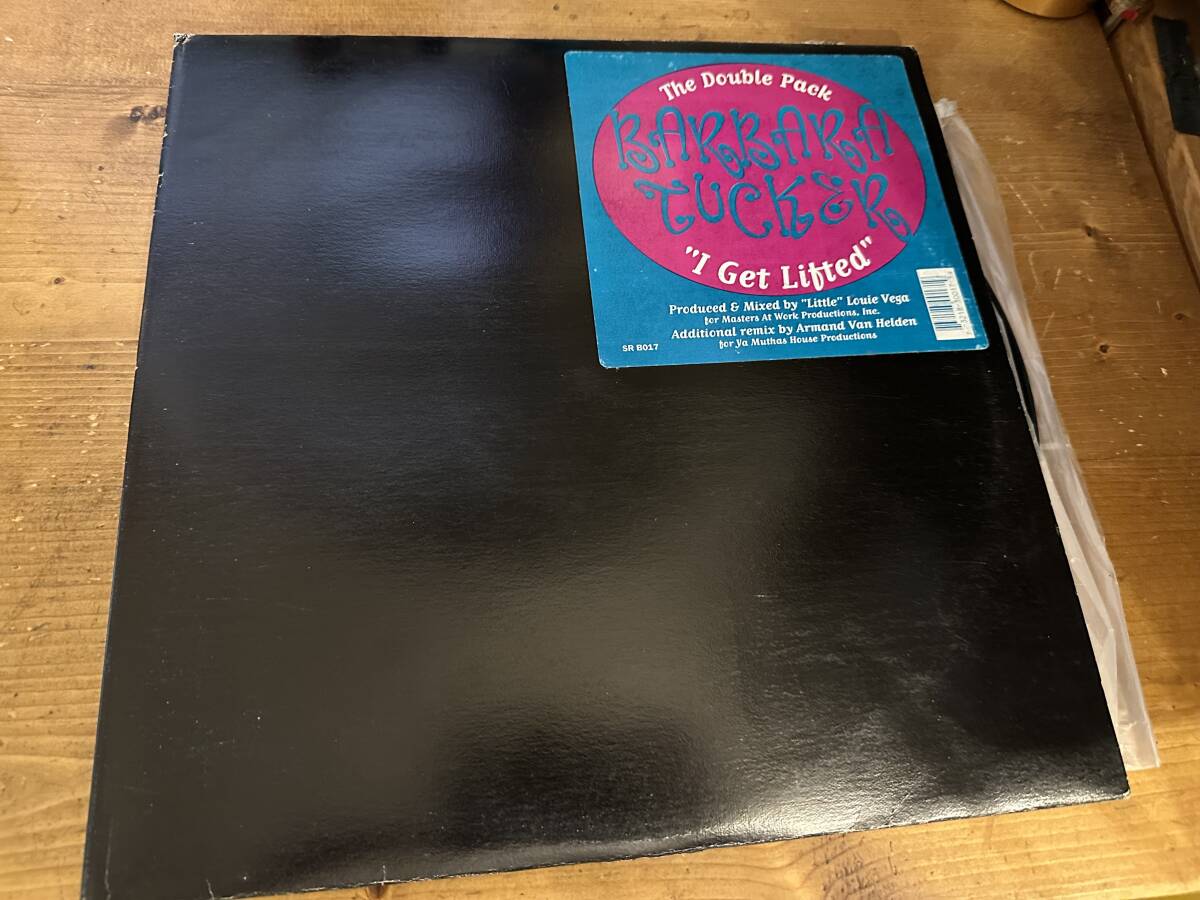 The Double Pack
BARBARA
TUCKER
"I Get Lifted"
Produced & Mixed by "Little" Louie Vega
for Masters At Work Productions, Inc.
Additional remix by Armand Van Helden
for Ya Muthas House Productions
SR B017